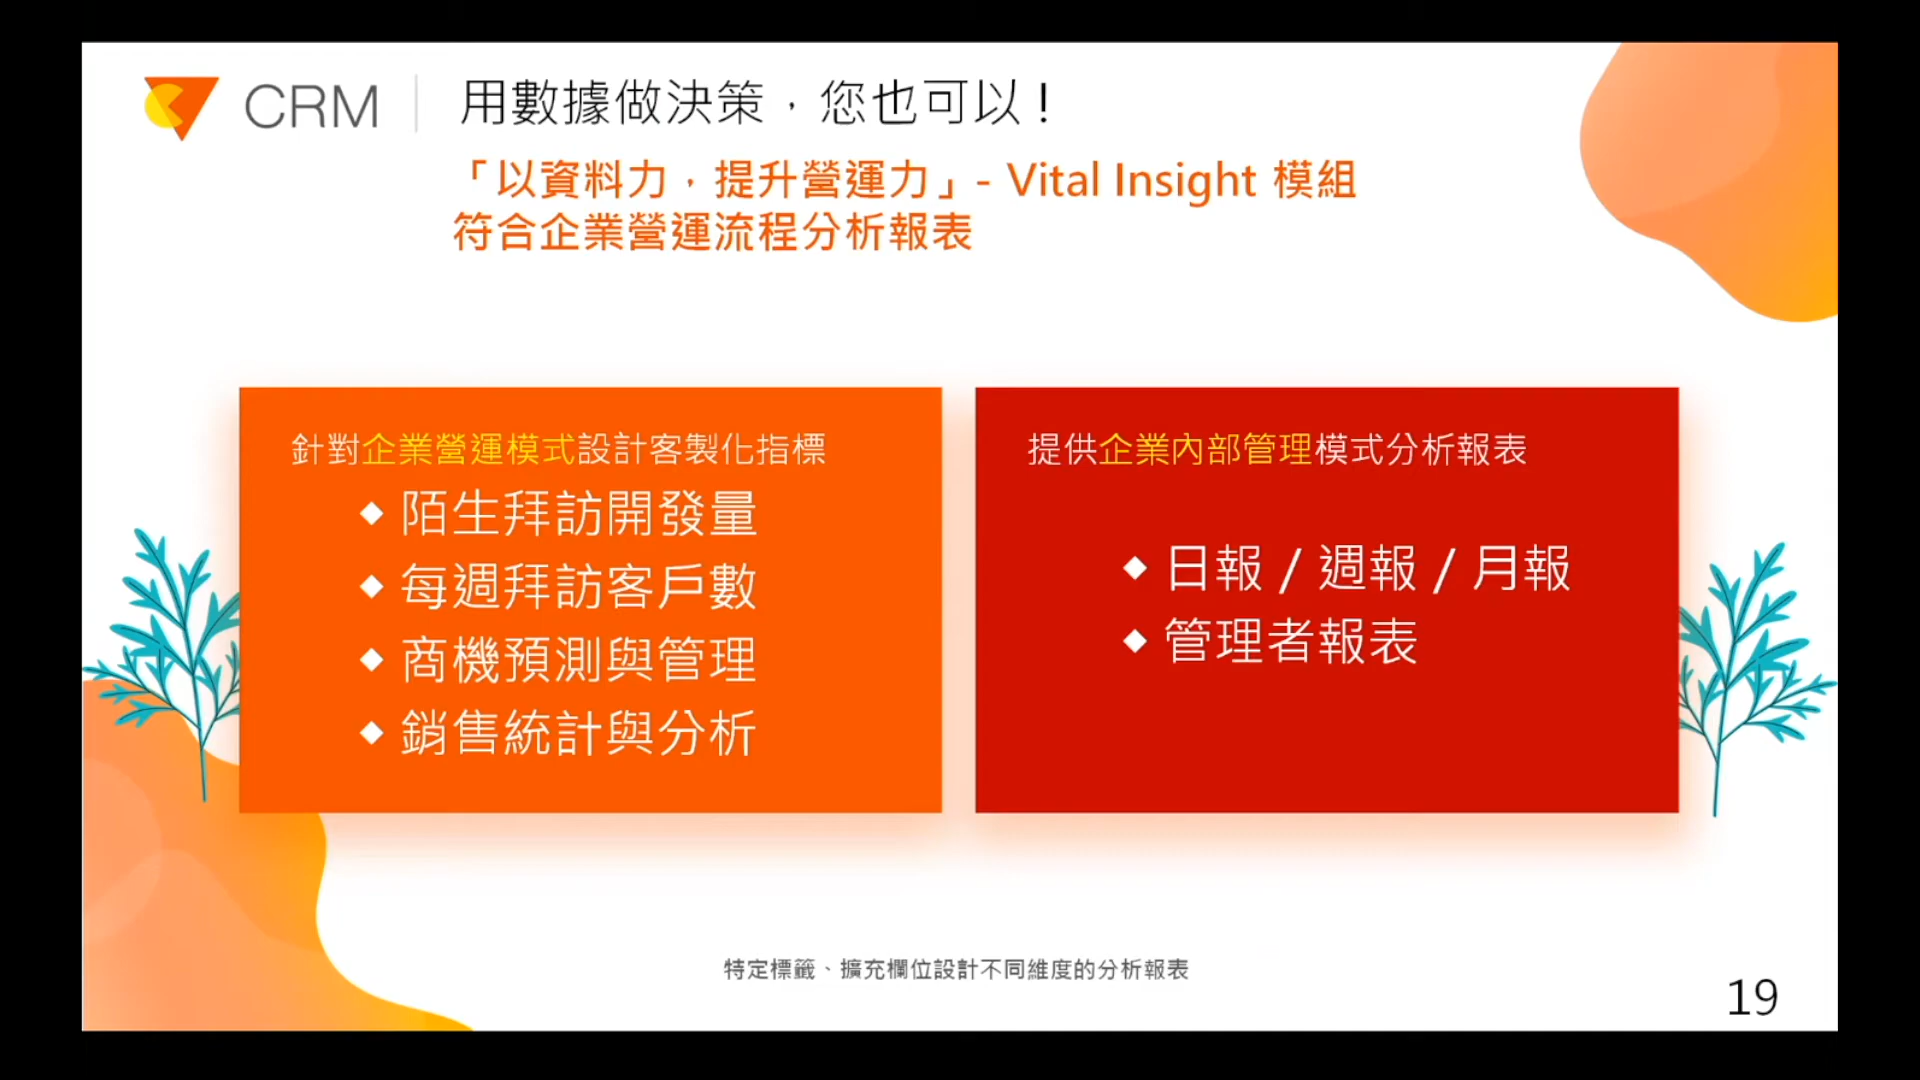 CRM
用數據做決策，您也可以！
「以資料力，提升營運力」- Vital Insight 模組
符合企業營運流程分析報表
針對企業營運模式設計客製化指標
◆ 陌生拜訪開發量
◆ 每週拜訪客戶數
◆ 商機預測與管理
◆ 銷售統計與分析
提供企業內部管理模式分析報表
◆ 日報 / 週報 / 月報
◆ 管理者報表
特定標籤、擴充欄位設計不同維度的分析報表
19